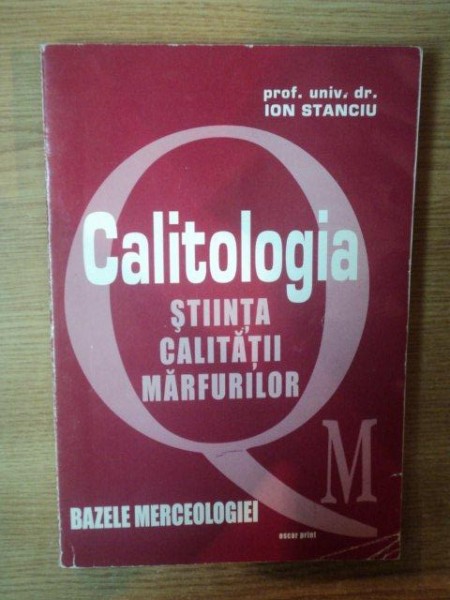 prof. univ. dr.
ION STANCIU
Q
Calitologia
ŞTIINŢA
CALITĂŢII
MĂRFURILOR
M
BAZELE MERCEOLOGIEI
oscar print